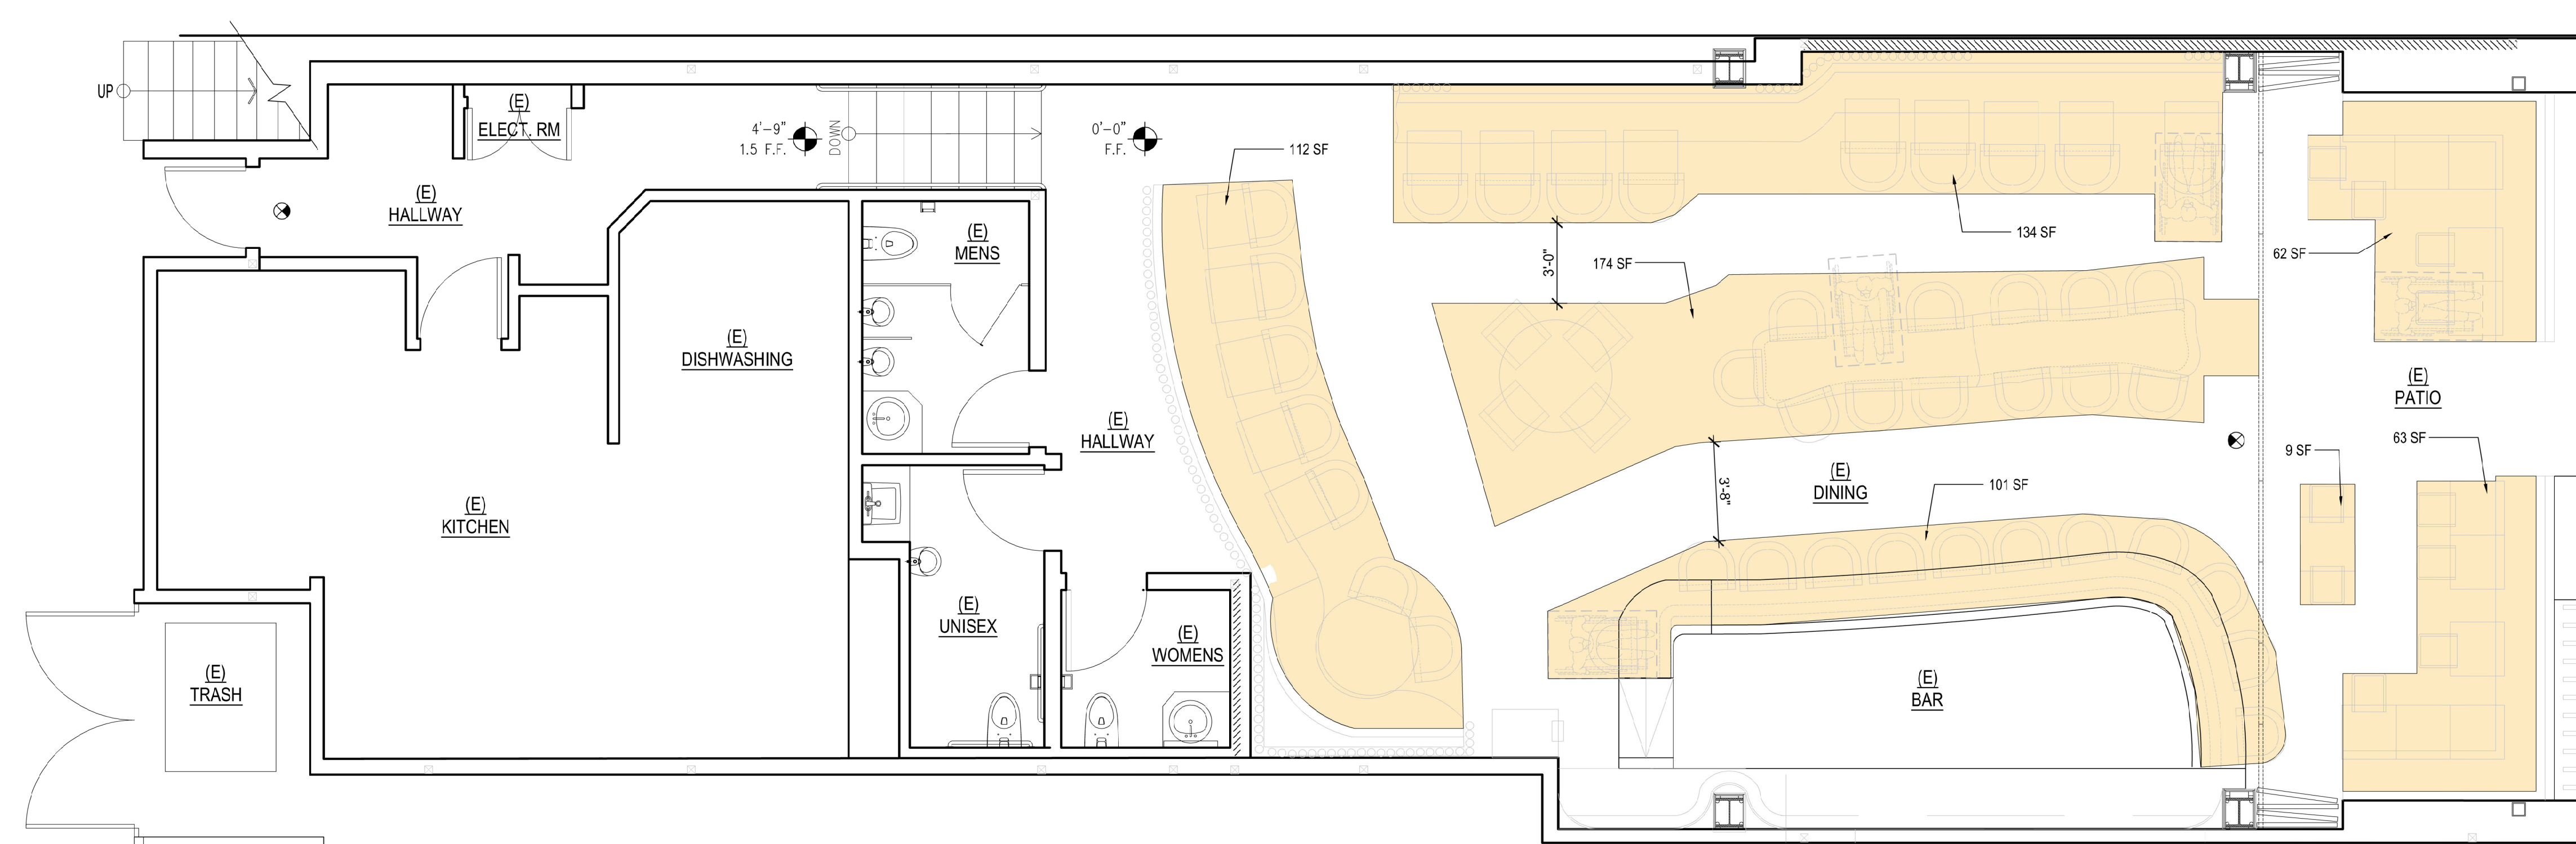 UP
(E)
ELECT. RM
4'-9"
1.5 F.F.
DOWN
0'-0"
F.F.
112 SF
(E)
HALLWAY
(E)
MENS
134 SF
3'-0"
174 SF
62 SF
(E)
DISHWASHING
(E)
PATIO
(E)
HALLWAY
9 SF
63 SF
3'-8"
(E)
DINING
101 SF
(E)
KITCHEN
(E)
UNISEX
(E)
WOMENS
(E)
TRASH
(E)
BAR